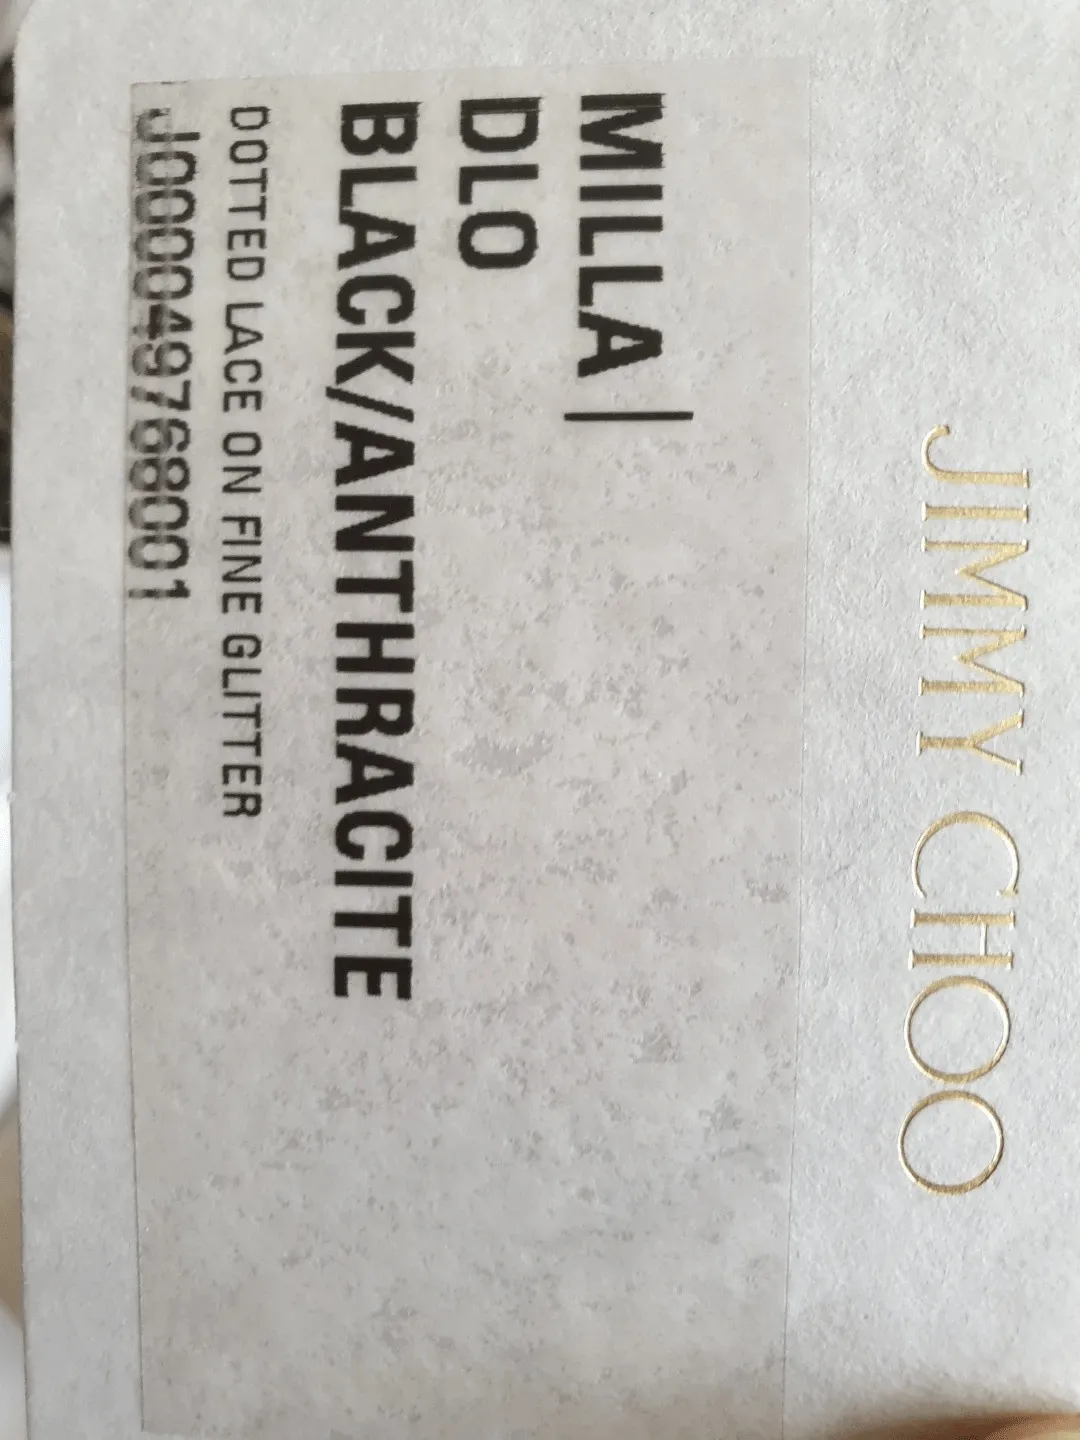 JIMMY CHOO
MILLA |
DLO
BLACK/ANTHRACITE
DOTTED LACE ON FINE GLITTER
J000049768001